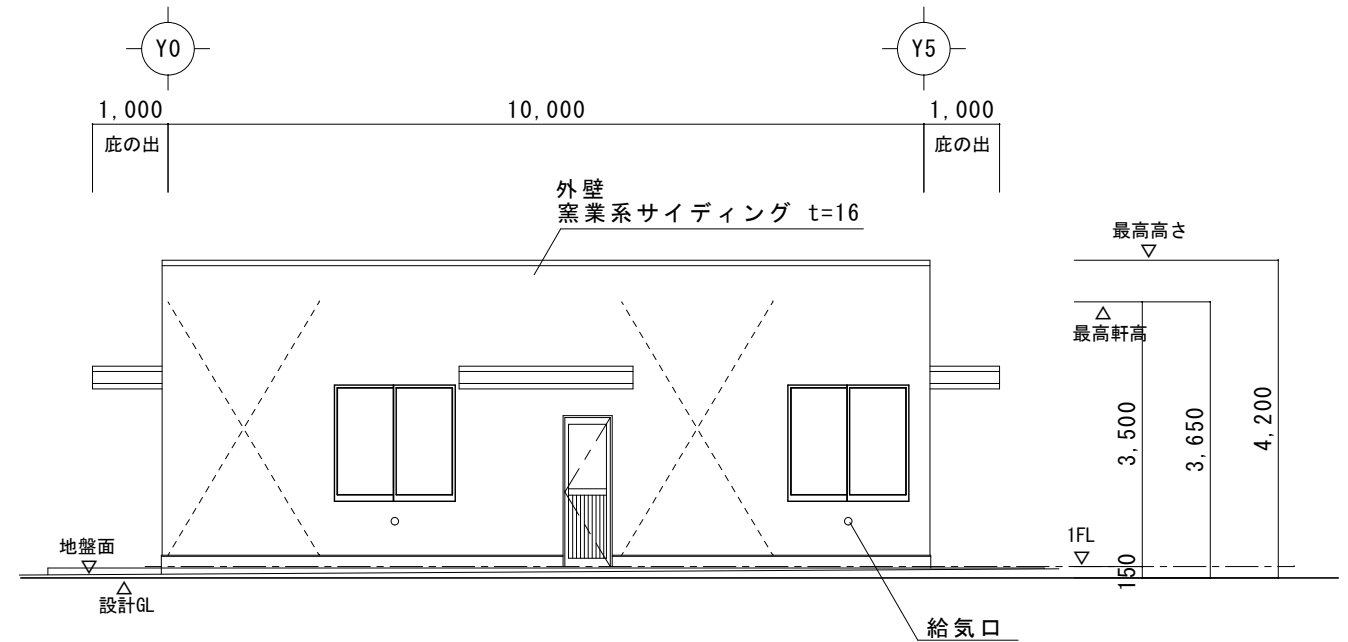 Y0
Y5
1,000
10,000
1,000
庇の出
庇の出
外壁
窯業系サイディング t=16
最高高さ
最高軒高
3,500
3,650
4,200
1FL
150
地盤面
設計GL
給気口